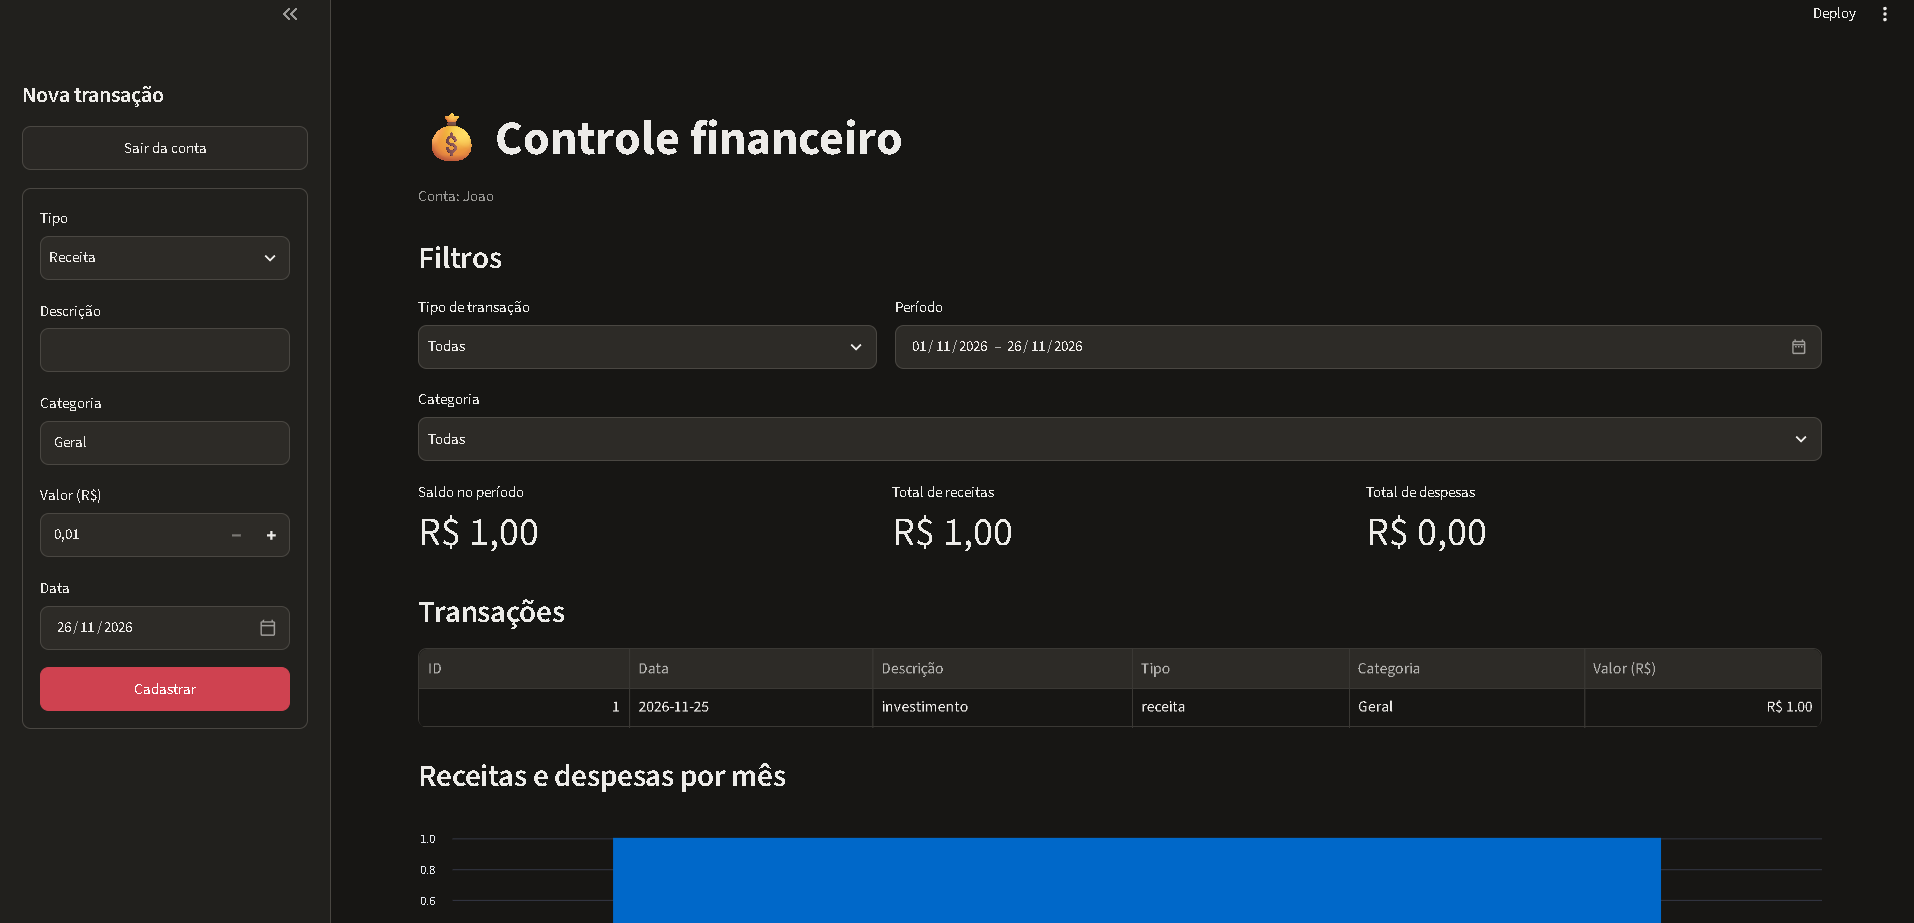 Deploy
Nova transação
Sair da conta
Tipo
Receita
Descrição
Categoria
Geral
Valor (R$)
0,01
Data
26/11/2026
Cadastrar
Controle financeiro
Conta: Joao
Filtros
Tipo de transação
Período
Todas
01/11/2026 – 26/11/2026
Categoria
Todas
Saldo no período
Total de receitas
Total de despesas
R$ 1,00
R$ 1,00
R$ 0,00
Transações
ID Data Descrição Tipo Categoria Valor (R$)
1 2026-11-25 investimento receita Geral R$ 1.00
Receitas e despesas por mês
1.0
0.8
0.6